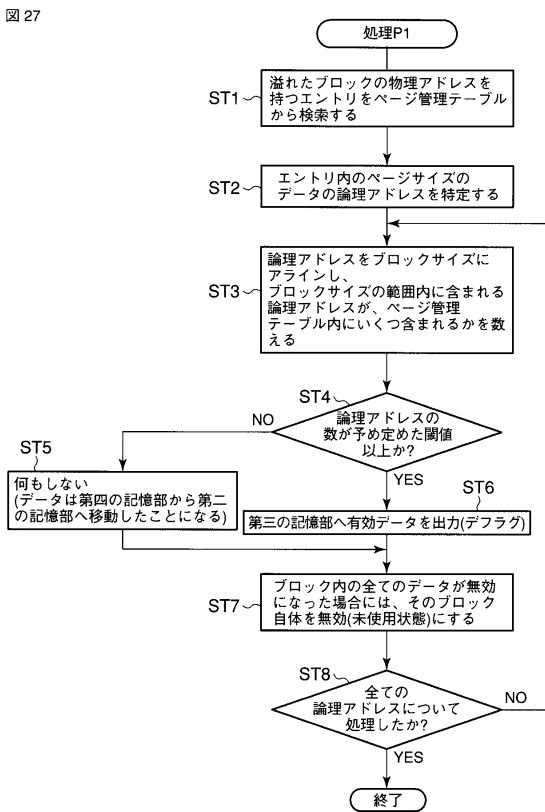 図 27
処理P1
ST1
溢れたブロックの物理アドレスを
持つエントリをページ管理テーブル
から検索する
ST2
エントリ内のページサイズの
データの論理アドレスを特定する
ST3
論理アドレスをブロックサイズに
アラインし、
ブロックサイズの範囲内に含まれる
論理アドレスが、ページ管理
テーブル内にいくつ含まれるかを数
える
ST4
論理アドレスの
数が予め定めた閾値
以上か?
NO
YES
ST5
何もしない
(データは第四の記憶部から第二
の記憶部へ移動したことになる)
ST6
第三の記憶部へ有効データを出力(デフラグ)
ST7
ブロック内の全てのデータが無効
になった場合には、そのブロック
自体を無効(未使用状態)にする
ST8
全ての
論理アドレスについて
処理したか?
NO
YES
終了